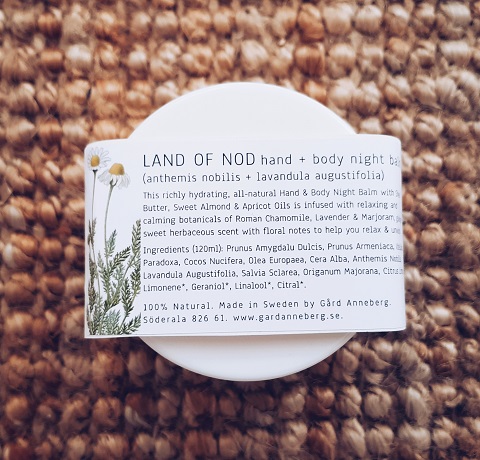 LAND OF NOD hand + body night
(anthemis nobilis + lavandula augustifolia)
This richly hydrating, all-natural Hand & Body Night Balm with
Butter, Sweet Almond & Apricot Oils is infused with relaxing and
calming botanicals of Roman Chamomile, Lavender & Marjoram,
sweet herbaceous scent with floral notes to help you relax &
Ingredients (120ml): Prunus Amygdalu Dulcis, Prunus Armeniaca,
Paradoxa, Cocos Nucifera, Olea Europaea, Cera Alba, Anthemis
Lavandula Augustifolia, Salvia Sclarea, Origanum Majorana, Citrus
Limonene*, Geraniol*, Linalool*, Citral*.
100% Natural. Made in Sweden by Gård Anneberg.
Söderala 826 61. www.gardanneberg.se.